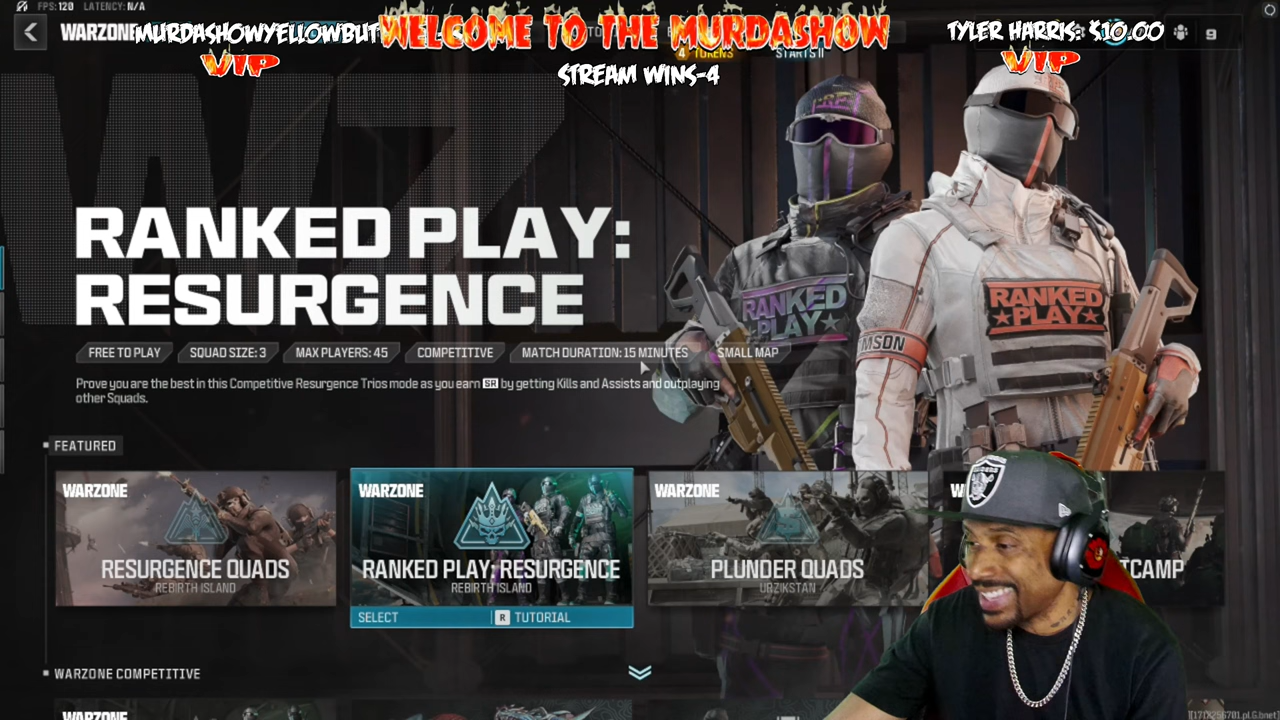 FPS: 120 LATENCY: N/A
WARZONE
MURDASHOWYELLOWBUT
WELCOME TO THE MURDASHOW
TYLER HARRIS: $10.00
9
VIP
4 TOKENS
STARTS
VIP
STREAM WINS-4
RANKED PLAY:
RESURGENCE
RANKED
PLAY
RANKED
PLAY
FREE TO PLAY
SQUAD SIZE: 3
MAX PLAYERS: 45
COMPETITIVE
MATCH DURATION: 15 MINUTES
SMALL MAP
Prove you are the best in this Competitive Resurgence Trios mode as you earn SR by getting Kills and Assists and outplaying
other Squads.
FEATURED
WARZONE
RESURGENCE QUADS
REBIRTH ISLAND
WARZONE
RANKED PLAY: RESURGENCE
REBIRTH ISLAND
SELECT
R TUTORIAL
WARZONE
PLUNDER QUADS
URZIKSTAN
TCAMP
RAIDERS
WARZONE COMPETITIVE
WARZONE